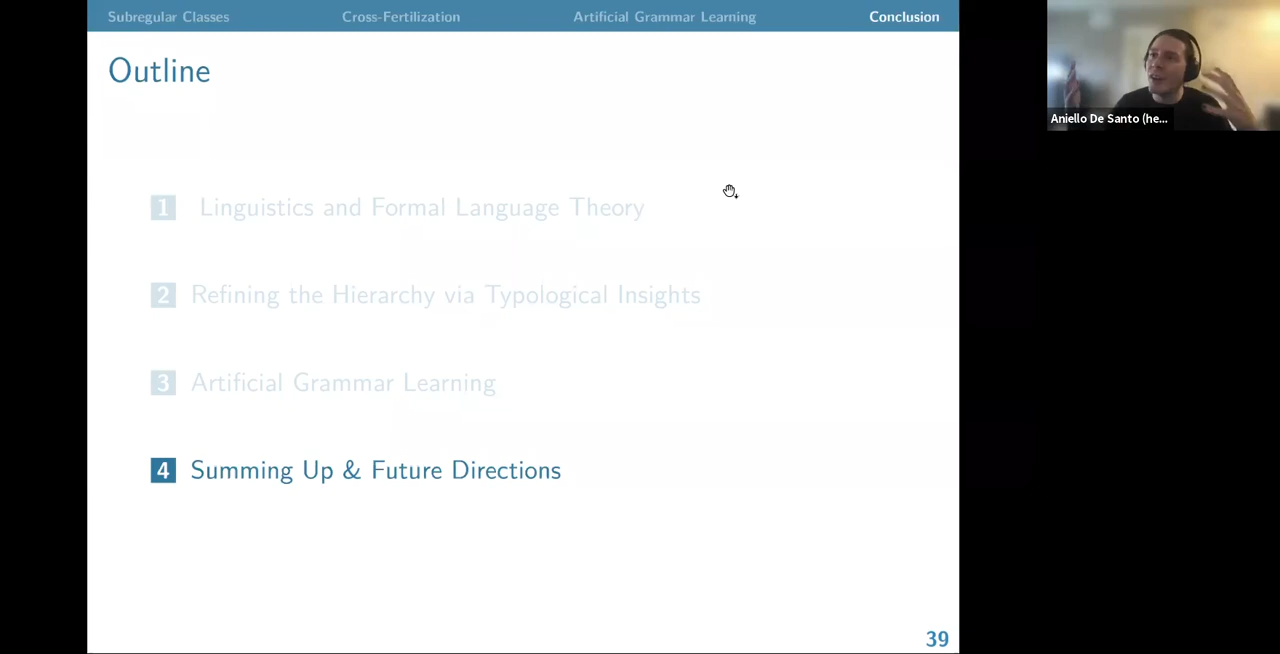 Subregular Classes Cross-Fertilization Artificial Grammar Learning Conclusion
Outline
1 Linguistics and Formal Language Theory
2 Refining the Hierarchy via Typological Insights
3 Artificial Grammar Learning
4 Summing Up & Future Directions
39
Aniello De Santo (he...